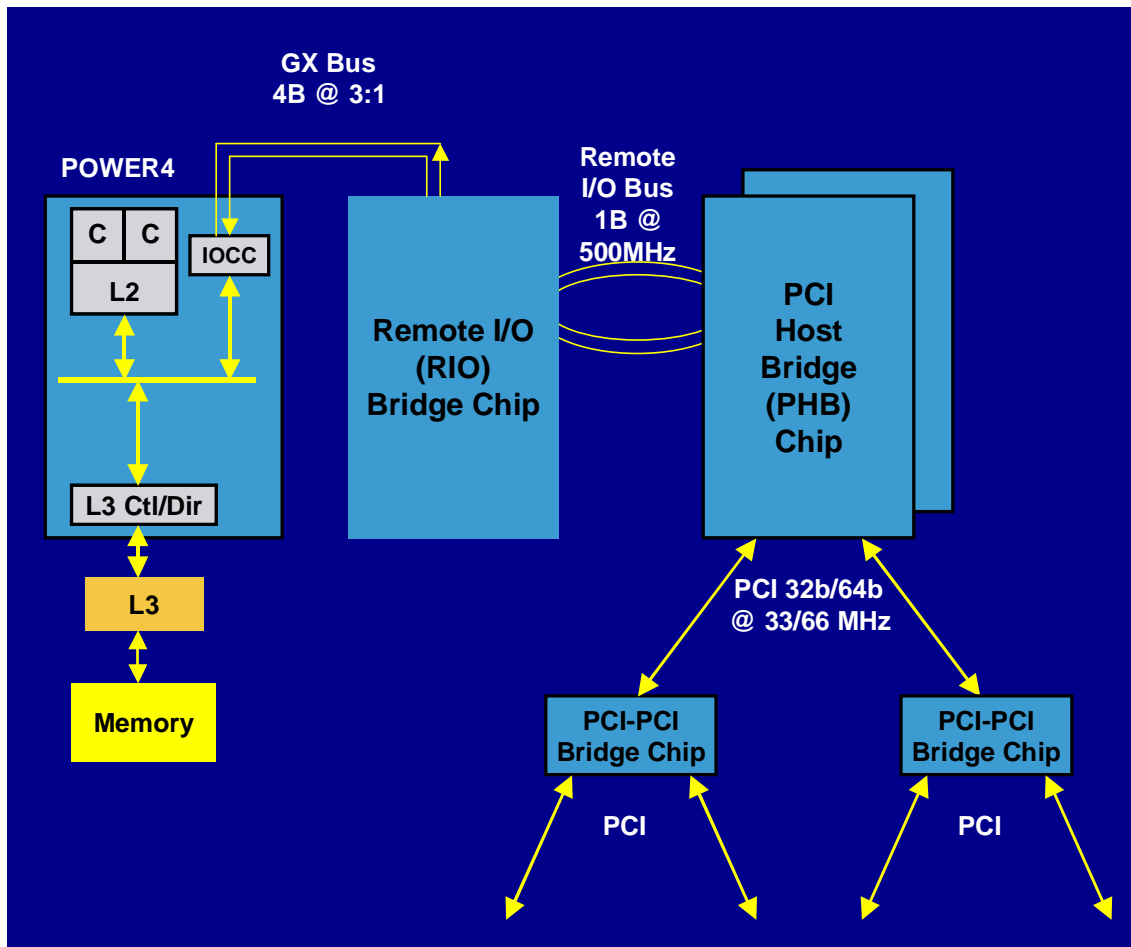 GX Bus
4B @ 3:1
POWER4
C C
L2
IOCC
L3 Ctl/Dir
L3
Memory
Remote I/O
(RIO)
Bridge Chip
Remote
I/O Bus
1B @
500MHz
PCI
Host
Bridge
(PHB)
Chip
PCI 32b/64b
@ 33/66 MHz
PCI-PCI
Bridge Chip
PCI
PCI-PCI
Bridge Chip
PCI